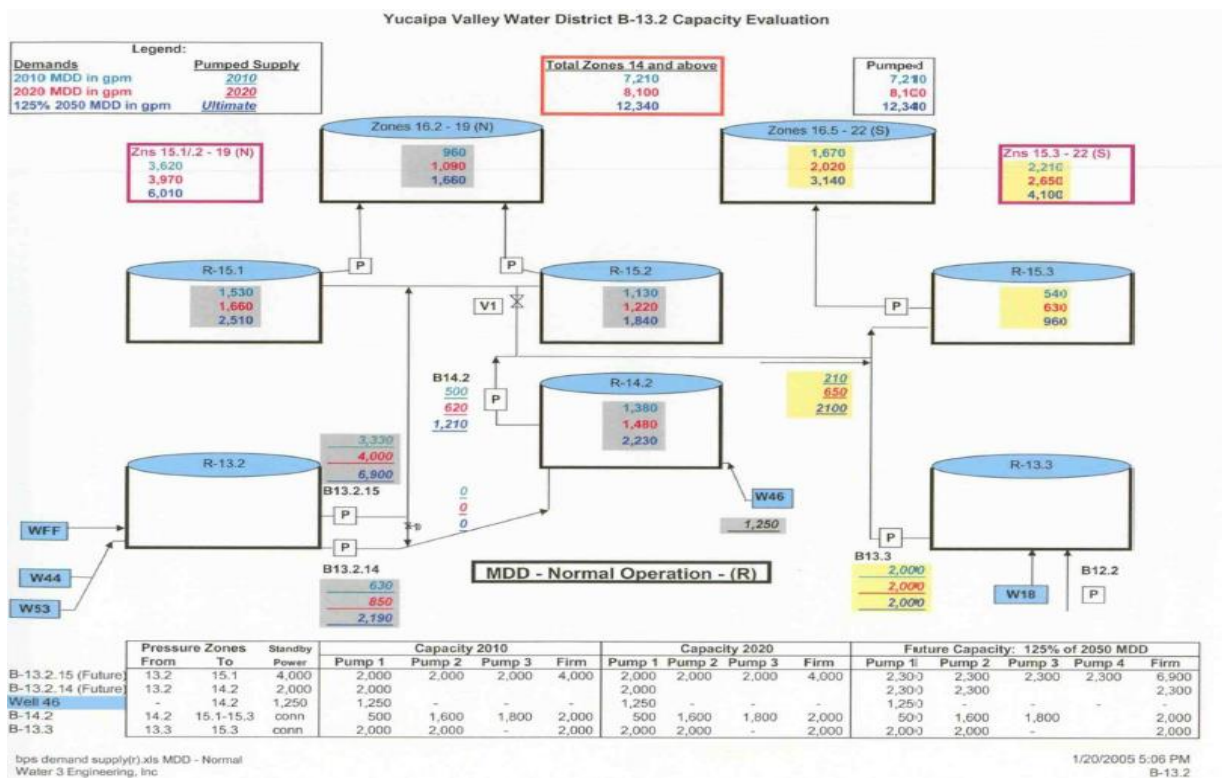 Yucaipa Valley Water District B-13.2 Capacity Evaluation
Legend:
Demands Pumped Supply
2010 MDD in gpm 2010
2020 MDD in gpm 2020
125% 2050 MDD in gpm Ultimate
Total Zones 14 and above
7,210
8,100
12,340
Pumped
7,210
8,100
12,340
Zns 15.1/.2 - 19 (N)
3,620
3,970
6,010
Zones 16.2 - 19 (N)
960
1,090
1,660
Zones 16.5 - 22 (S)
1,670
2,020
3,140
Zns 15.3 - 22 (S)
2,210
2,650
4,100
P
P
R-15.1
1,530
1,660
2,510
R-15.2
1,130
1,220
1,840
R-15.3
540
630
960
V1
P
B14.2
500
620
1,210
P
R-14.2
1,380
1,480
2,230
210
650
2100
3,330
4,000
6,900
B13.2.15
R-13.2
P
P
0
0
0
W46
1,250
R-13.3
P
B13.3
2,000
2,000
2,000
WFF
W44
W53
B13.2.14
630
850
2,190
MDD - Normal Operation - (R)
W18
B12.2
P
Pressure Zones Standby Capacity 2010 Capacity 2020 Future Capacity: 125% of 2050 MDD
From To Power Pump 1 Pump 2 Pump 3 Firm Pump 1 Pump 2 Pump 3 Firm Pump 1 Pump 2 Pump 3 Pump 4 Firm
B-13.2.15 (Future) 13.2 15.1 4,000 2,000 2,000 2,000 4,000 2,000 2,000 2,000 4,000 2,300 2,300 2,300 2,300 6,900
B-13.2.14 (Future) 13.2 14.2 2,000 2,000 2,000 2,300 2,300 2,300
Well 46 - 14.2 1,250 1,250 - - - 1,250 - - - 1,250 - - -
B-14.2 14.2 15.1-15.3 conn 500 1,600 1,800 2,000 500 1,600 1,800 2,000 500 1,600 1,800 2,000
B-13.3 13.3 15.3 conn 2,000 2,000 - 2,000 2,000 2,000 - 2,000 2,000 2,000 - 2,000
bps demand supply(r).xls MDD - Normal
Water 3 Engineering, Inc
1/20/2005 5:06 PM
B-13.2